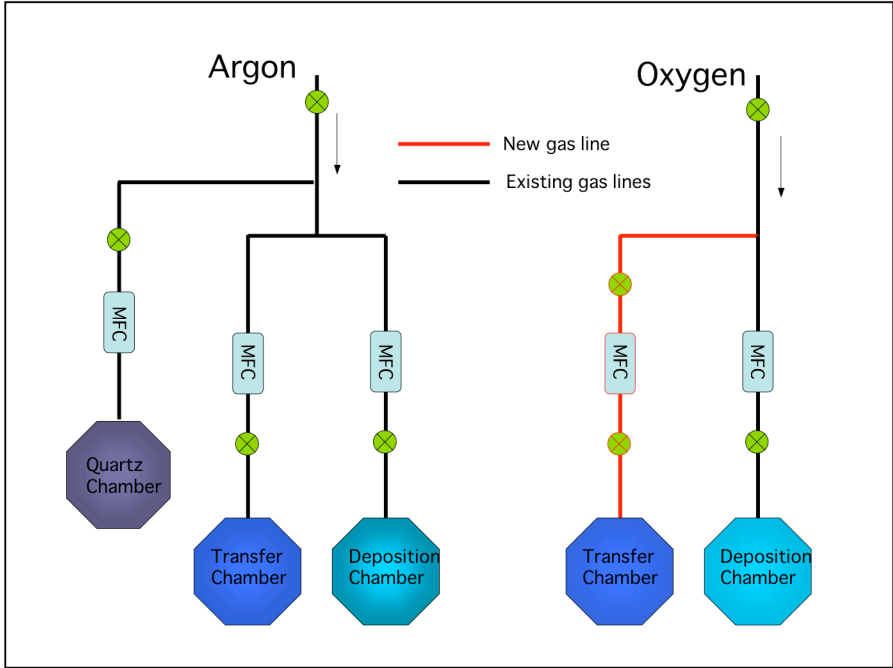 Argon
Oxygen
New gas line
Existing gas lines
MFC
MFC
MFC
MFC
MFC
Quartz
Chamber
Transfer
Chamber
Deposition
Chamber
Transfer
Chamber
Deposition
Chamber